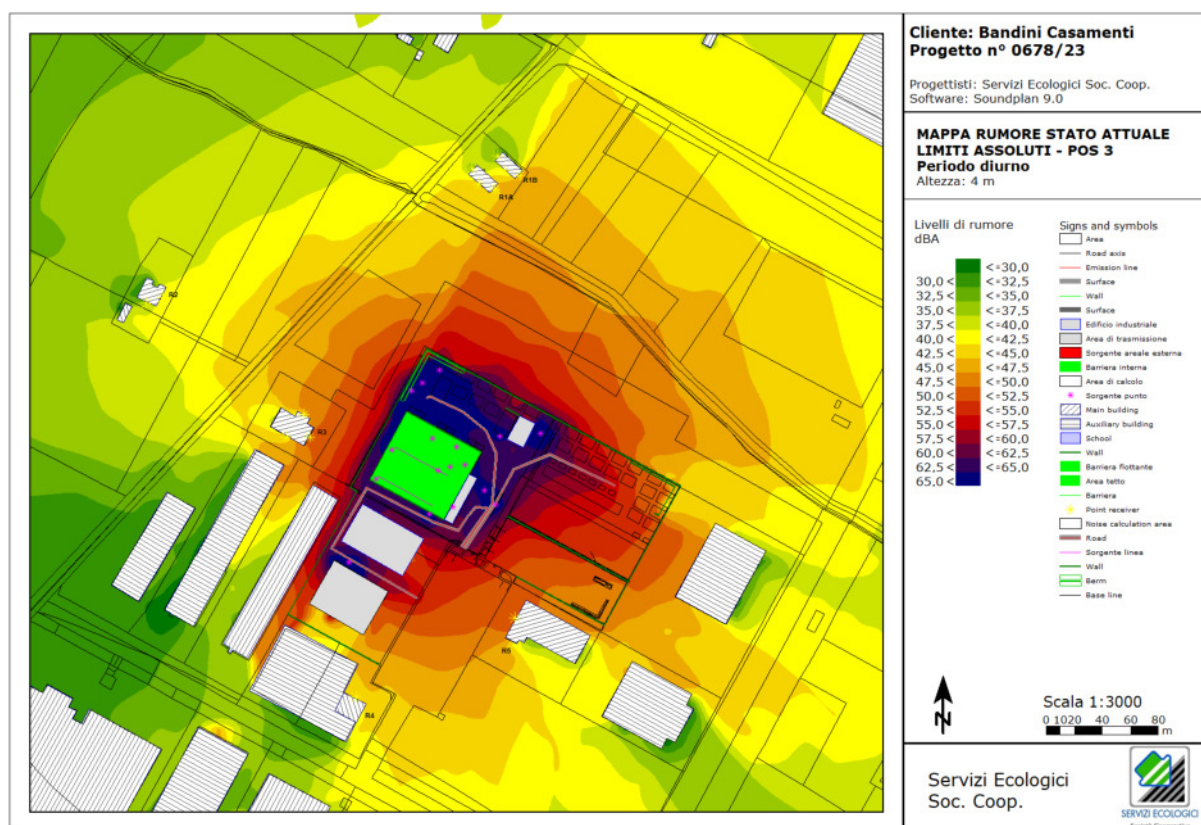 Cliente: Bandini Casamenti
Progetto n° 0678/23
Progettisti: Servizi Ecologici Soc. Coop.
Software: Soundplan 9.0
MAPPA RUMORE STATO ATTUALE
LIMITI ASSOLUTI - POS 3
Periodo diurno
Altezza: 4 m
Livelli di rumore
dBA
<=30,0
30,0 < <=32,5
32,5 < <=35,0
35,0 < <=37,5
37,5 < <=40,0
40,0 < <=42,5
42,5 < <=45,0
45,0 < <=47,5
47,5 < <=50,0
50,0 < <=52,5
52,5 < <=55,0
55,0 < <=57,5
57,5 < <=60,0
60,0 < <=62,5
62,5 < <=65,0
65,0 <
Signs and symbols
Area
Road axis
Emission line
Surface
Wall
Surface
Edificio industriale
Area di trasmissione
Sorgente areale esterna
Barriera interna
Area di calcolo
Sorgente punto
Main building
Auxiliary building
School
Wall
Barriera flottante
Area tetto
Barriera
Point receiver
Noise calculation area
Road
Sorgente linea
Wall
Berm
Base line
R1B
R1A
R2
R3
R5
R4
N
Scala 1:3000
0 1020 40 60 80
m
Servizi Ecologici
Soc. Coop.
SERVIZI ECOLOGICI